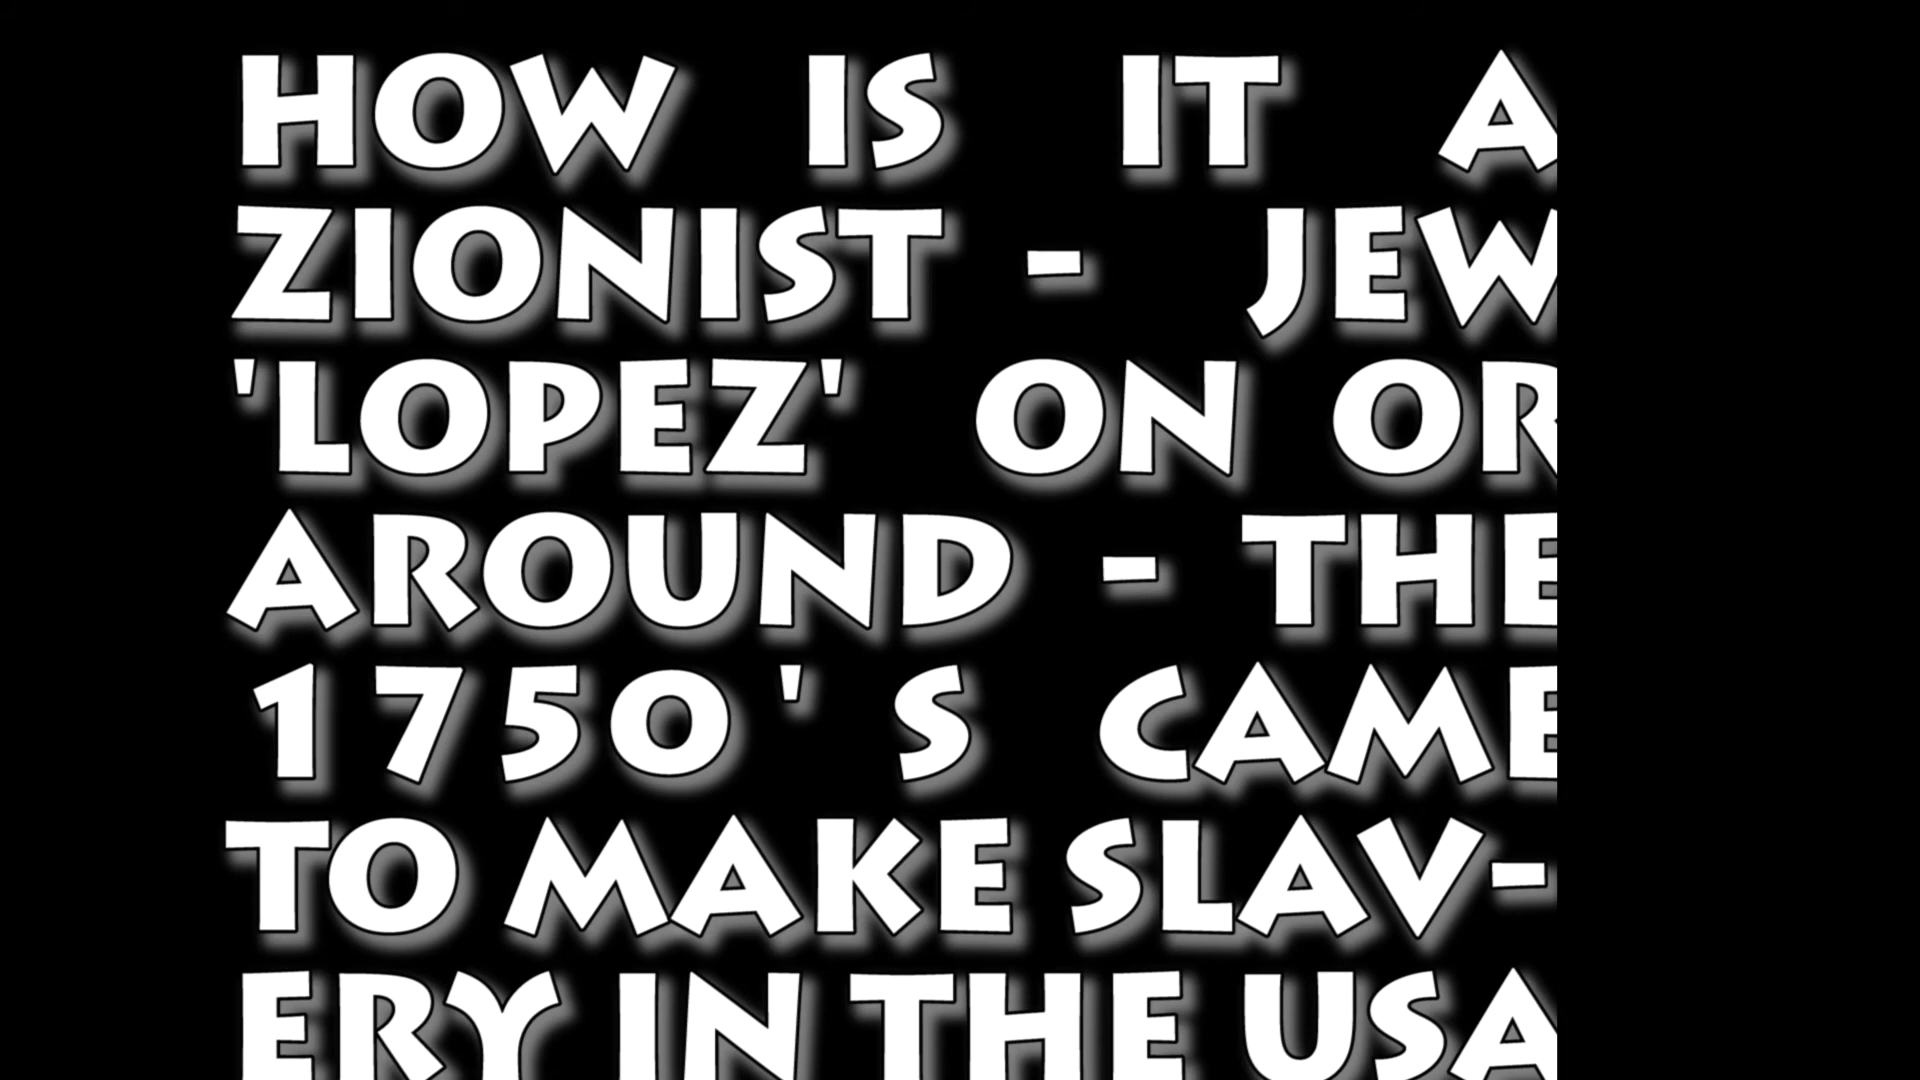 HOW IS IT A
ZIONIST - JEW
'LOPEZ' ON OR
AROUND - THE
1750'S CAME
TO MAKE SLAV-
ERY IN THE USA